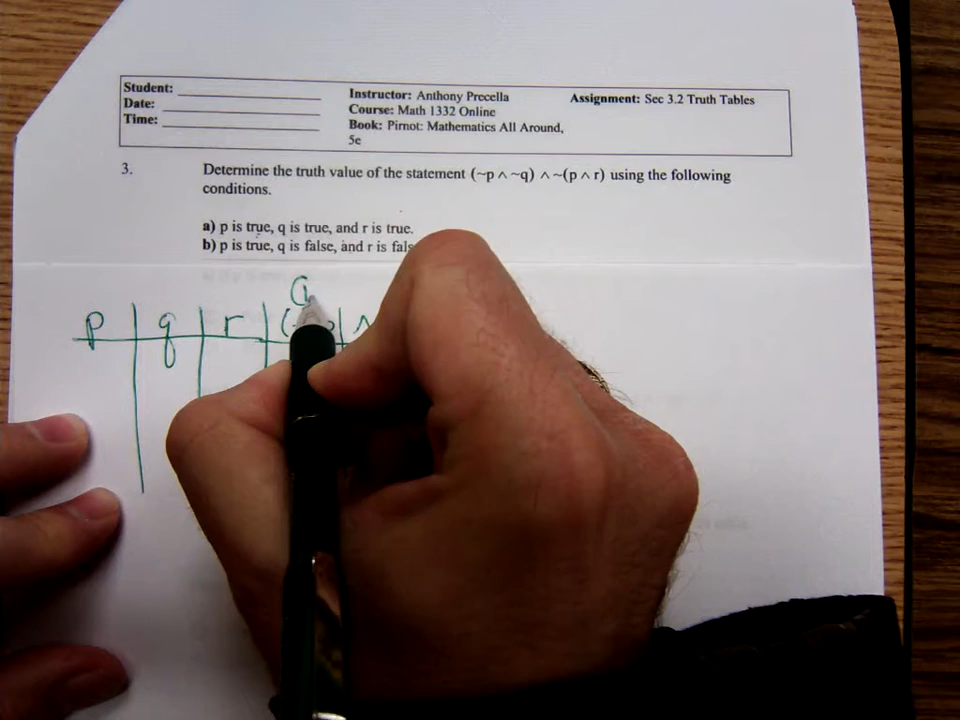 Student:
Instructor: Anthony Precella
Assignment: Sec 3.2 Truth Tables
Date:
Course: Math 1332 Online
Time:
Book: Pirnot: Mathematics All Around,
5e
3. Determine the truth value of the statement (~p ∧ ~q) ∧ ~(p ∧ r) using the following
conditions.
a) p is true, q is true, and r is true.
b) p is true, q is false, and r is fals
p q r ( ∧